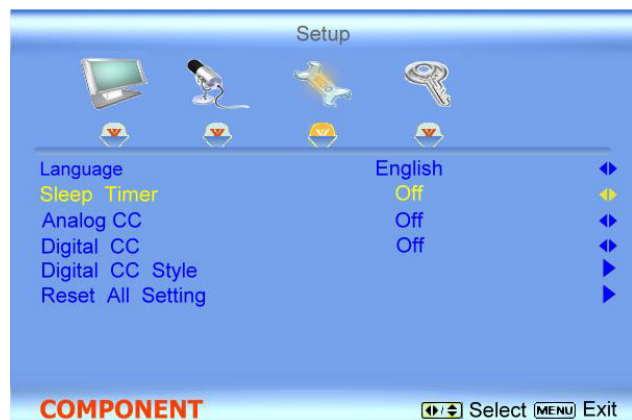 Setup
Language English
Sleep Timer Off
Analog CC Off
Digital CC Off
Digital CC Style
Reset All Setting
COMPONENT Select MENU Exit